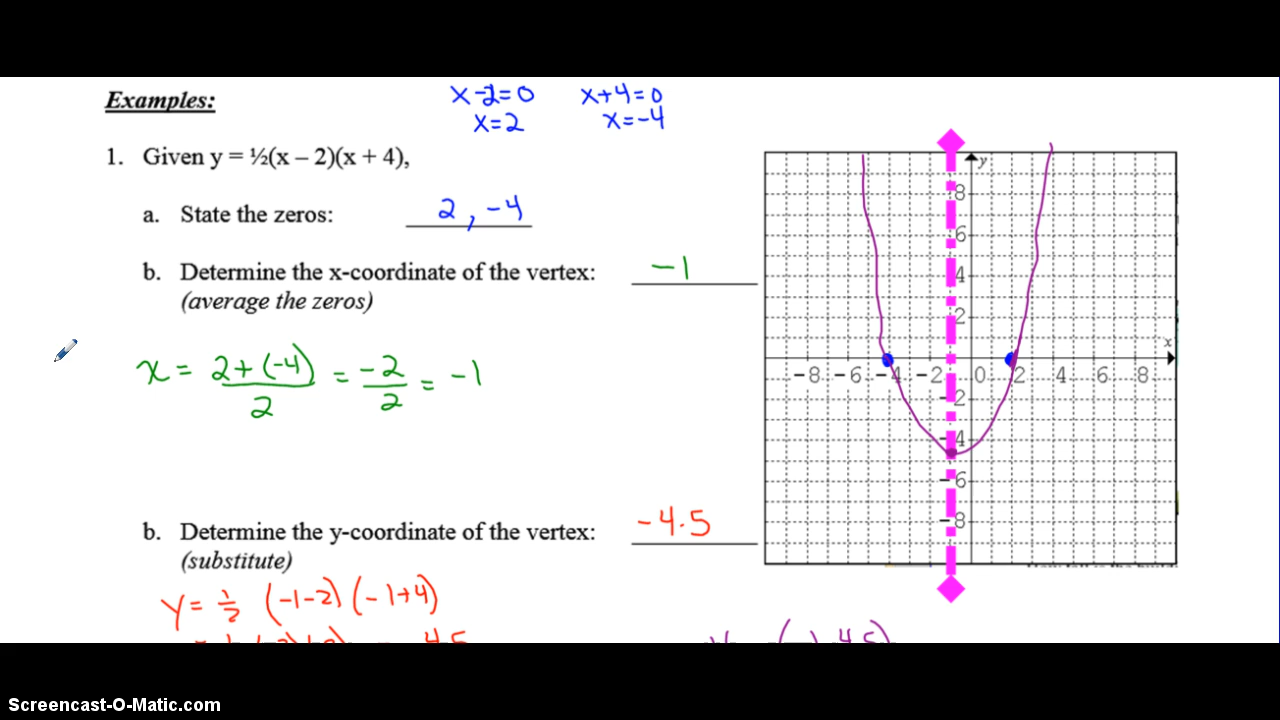 Examples:
x-2=0 x+4=0
x=2 x=-4
1. Given y = ½(x – 2)(x + 4),
a. State the zeros: 2, -4
b. Determine the x-coordinate of the vertex: -1
(average the zeros)
x = 2+(-4)/2 = -2/2 = -1
b. Determine the y-coordinate of the vertex: -4.5
(substitute)
y = 1/2 (-1-2)(-1+4)
y
8
6
4
2
x
-8 -6 -4 -2 0 2 4 6 8
-2
-4
-6
-8
Screencast-O-Matic.com